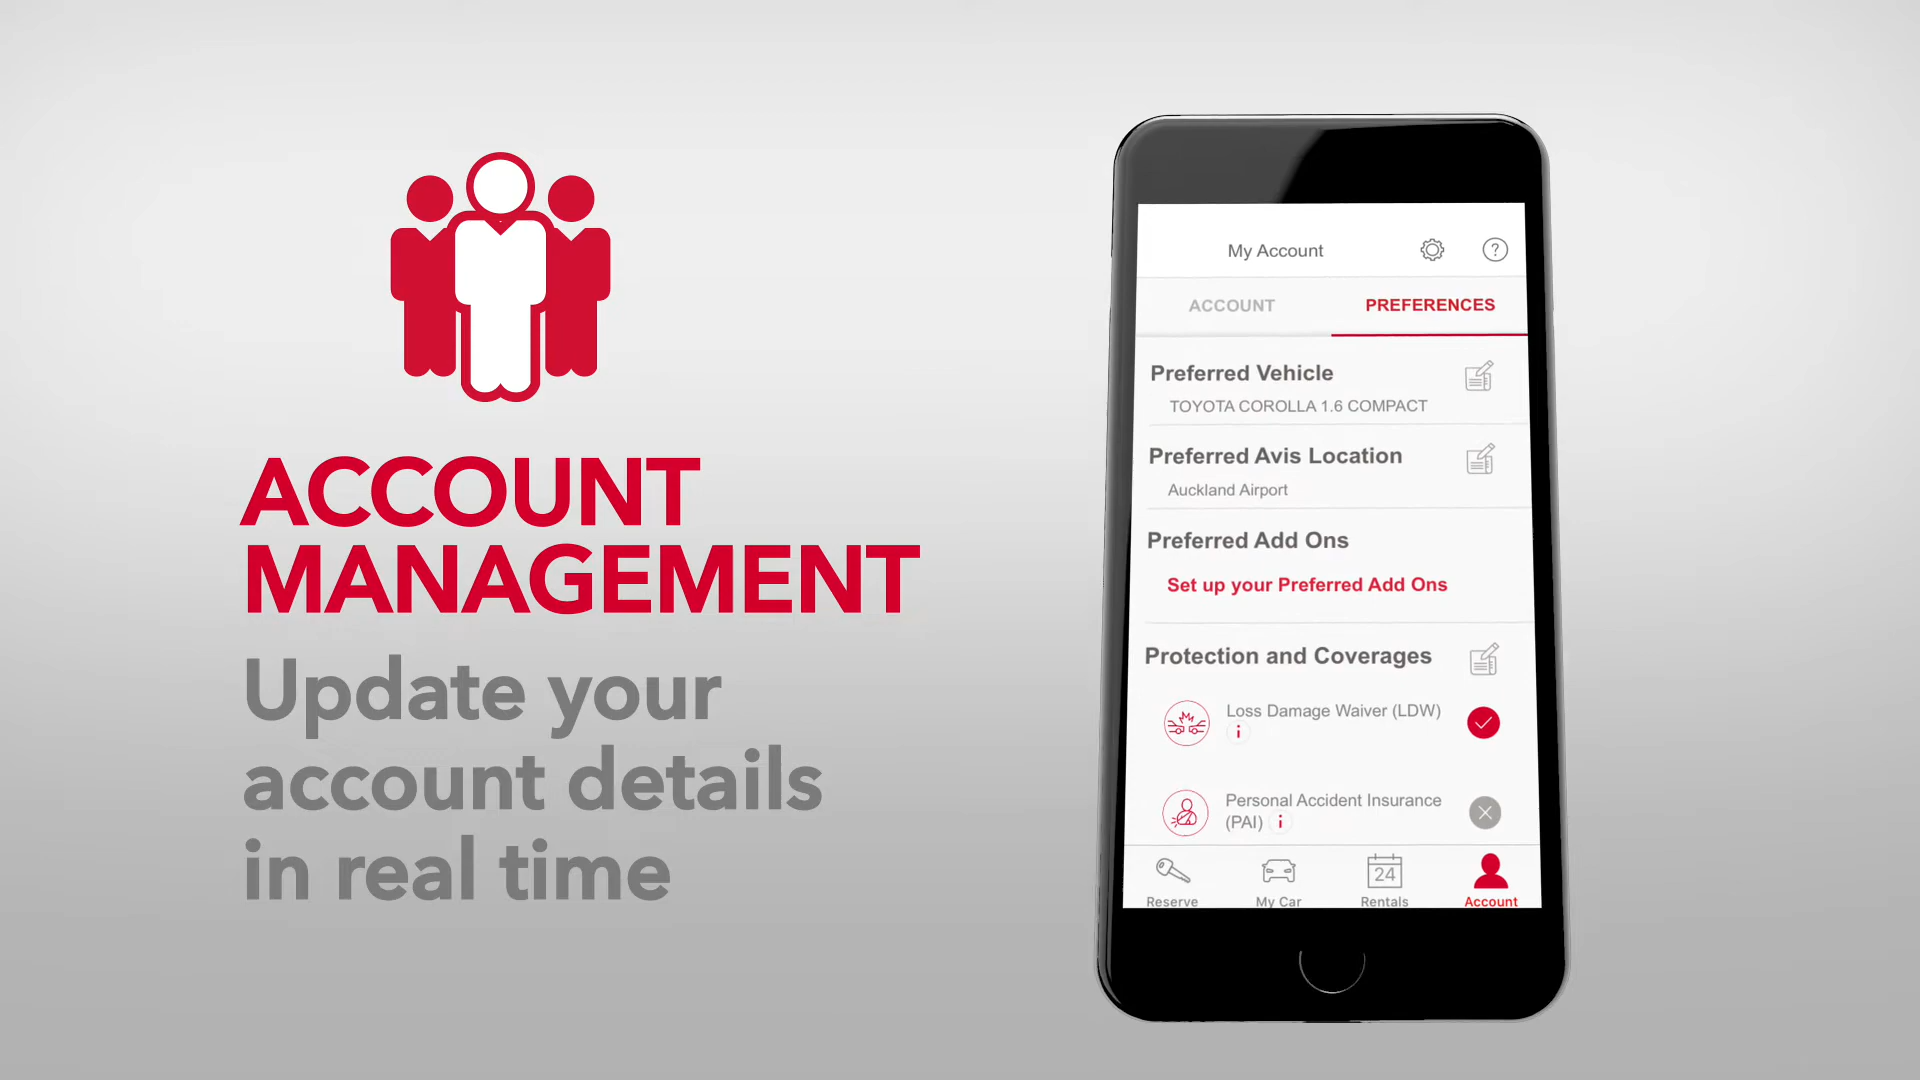 ACCOUNT
MANAGEMENT
Update your
account details
in real time
My Account
?
ACCOUNT
PREFERENCES
Preferred Vehicle
TOYOTA COROLLA 1.6 COMPACT
Preferred Avis Location
Auckland Airport
Preferred Add Ons
Set up your Preferred Add Ons
Protection and Coverages
Loss Damage Waiver (LDW)
i
Personal Accident Insurance
(PAI) i
24
Reserve
My Car
Rentals
Account